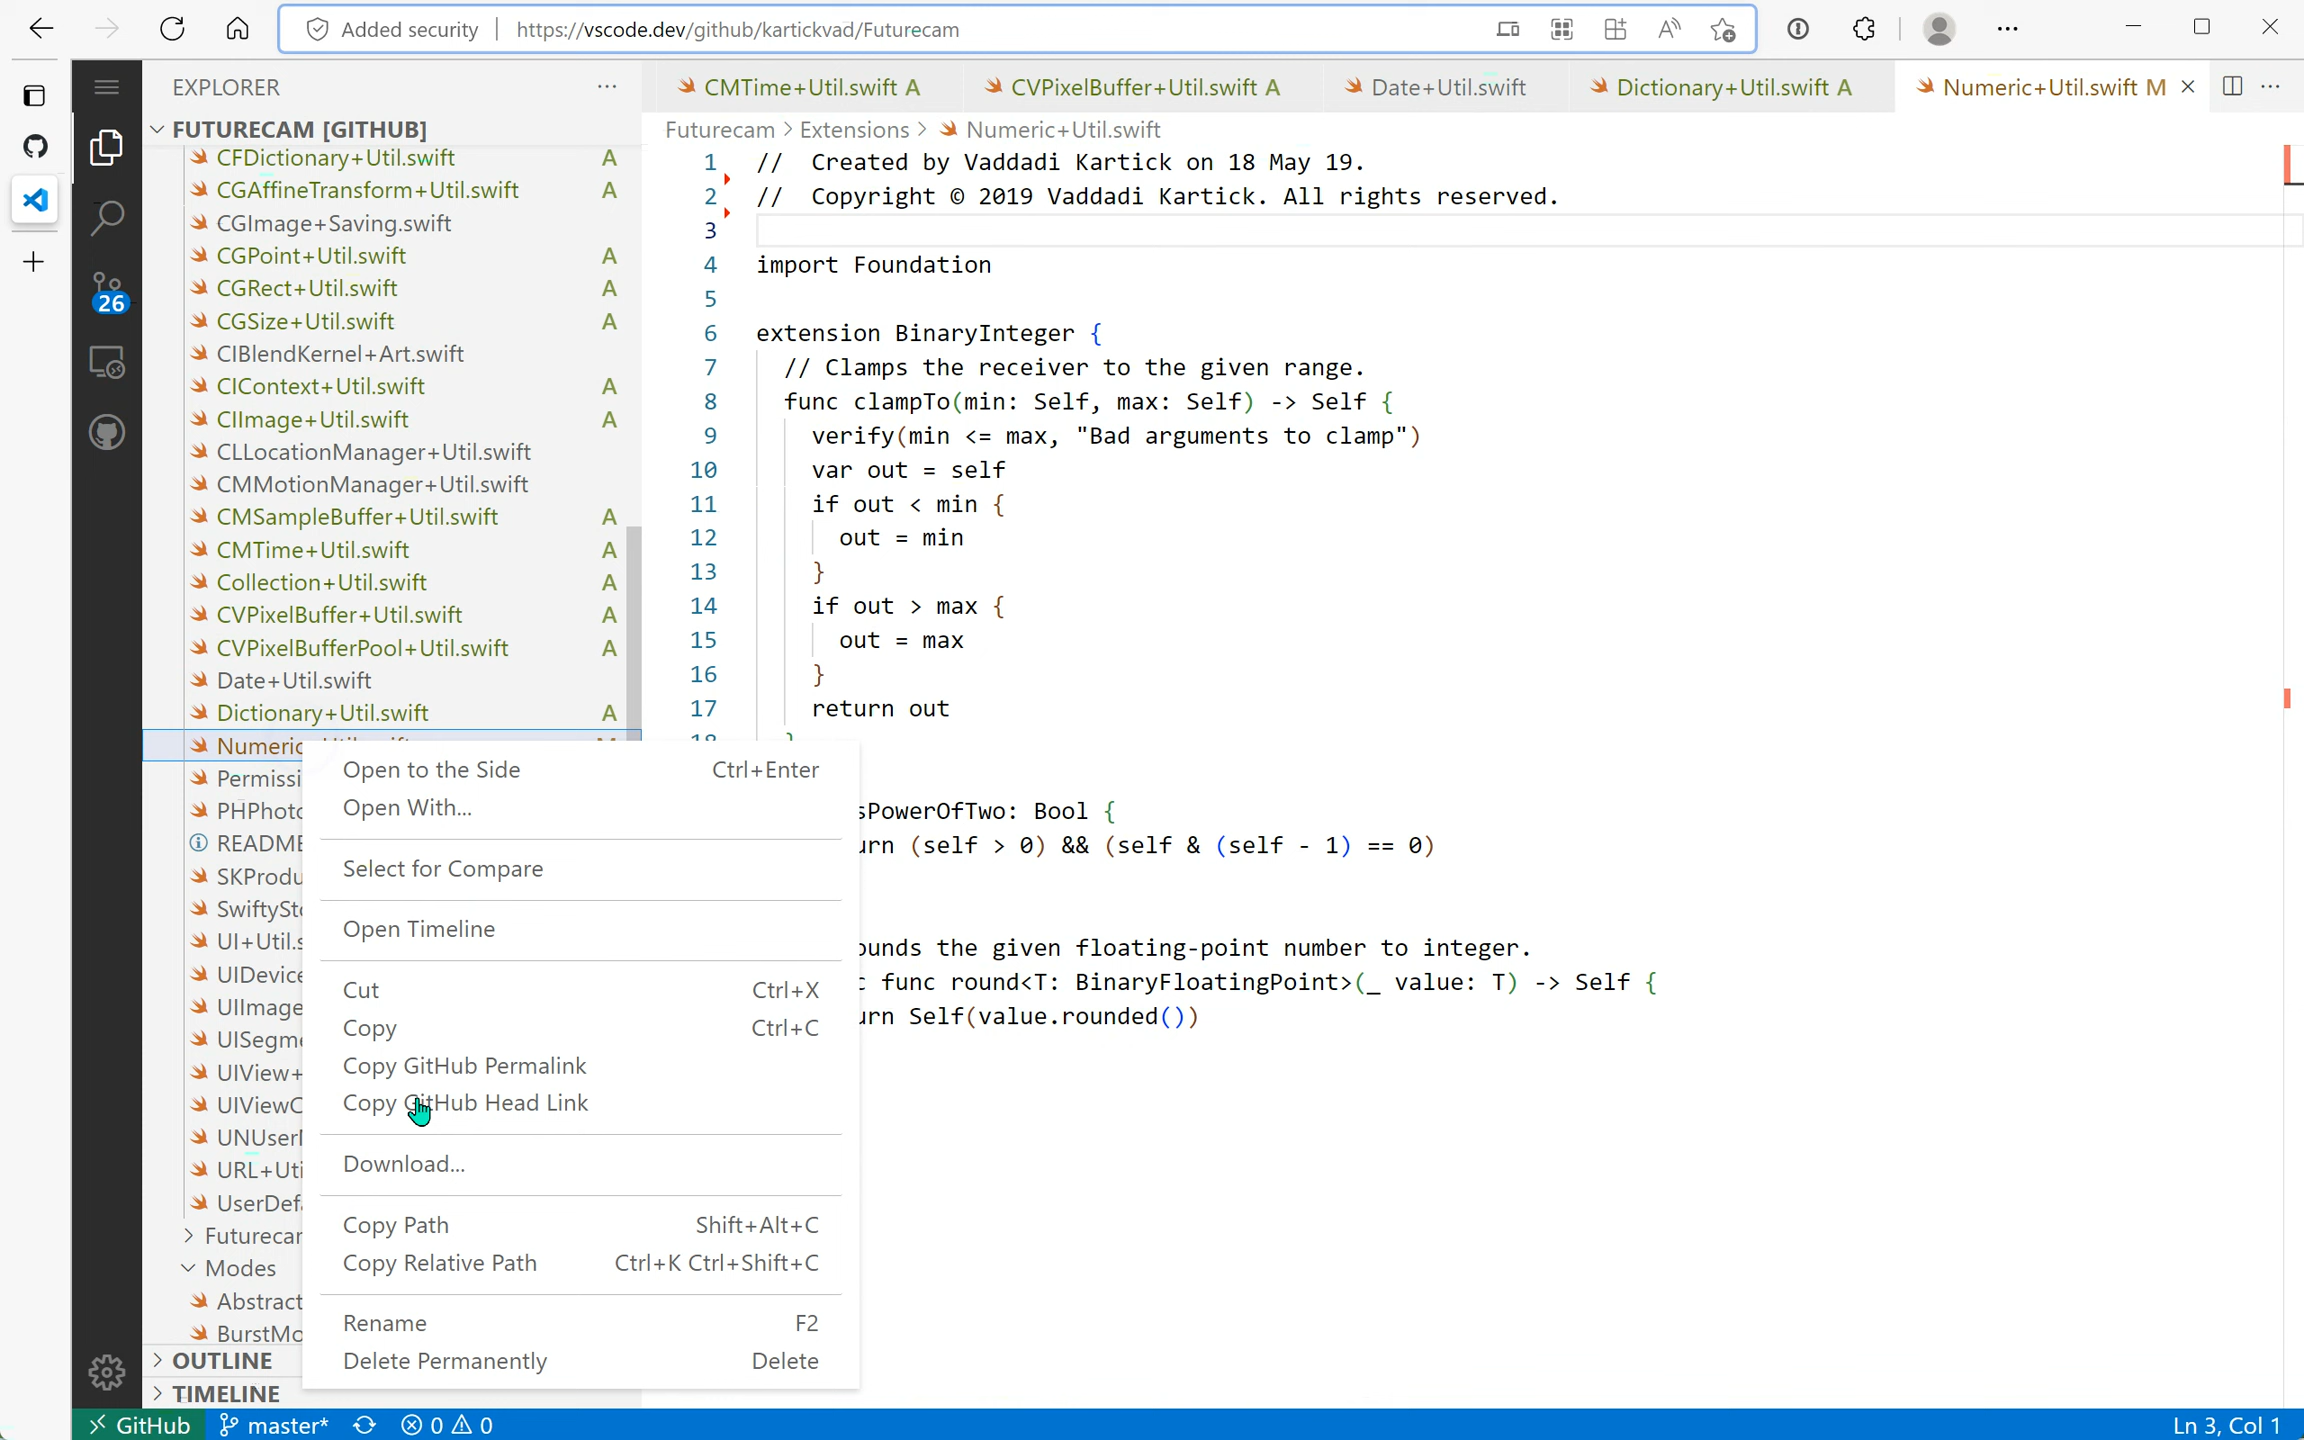 Added security
https://vscode.dev/github/kartickvad/Futurecam
EXPLORER
FUTURECAM [GITHUB]
CFDictionary+Util.swift A
CGAffineTransform+Util.swift A
CGImage+Saving.swift
CGPoint+Util.swift A
CGRect+Util.swift A
CGSize+Util.swift A
CIBlendKernel+Art.swift
CIContext+Util.swift A
CIImage+Util.swift A
CLLocationManager+Util.swift
CMMotionManager+Util.swift
CMSampleBuffer+Util.swift A
CMTime+Util.swift A
Collection+Util.swift A
CVPixelBuffer+Util.swift A
CVPixelBufferPool+Util.swift A
Date+Util.swift
Dictionary+Util.swift A
Numeric
Permissi
PHPhoto
README
SKProdu
SwiftySto
UI+Util.s
UIDevice
UIImage
UISegme
UIView+
UIViewC
UNUserN
URL+Uti
UserDef
Futurecam
Modes
Abstract
BurstMo
OUTLINE
TIMELINE
26
CMTime+Util.swift A
CVPixelBuffer+Util.swift A
Date+Util.swift
Dictionary+Util.swift A
Numeric+Util.swift M
Futurecam > Extensions > Numeric+Util.swift
1 // Created by Vaddadi Kartick on 18 May 19.
2 // Copyright © 2019 Vaddadi Kartick. All rights reserved.
3
4 import Foundation
5
6 extension BinaryInteger {
7 // Clamps the receiver to the given range.
8 func clampTo(min: Self, max: Self) -> Self {
9 verify(min <= max, "Bad arguments to clamp")
10 var out = self
11 if out < min {
12 out = min
13 }
14 if out > max {
15 out = max
16 }
17 return out
18 }
sPowerOfTwo: Bool {
urn (self > 0) && (self & (self - 1) == 0)
ounds the given floating-point number to integer.
c func round<T: BinaryFloatingPoint>(_ value: T) -> Self {
urn Self(value.rounded())
Open to the Side Ctrl+Enter
Open With...
Select for Compare
Open Timeline
Cut Ctrl+X
Copy Ctrl+C
Copy GitHub Permalink
Copy GitHub Head Link
Download...
Copy Path Shift+Alt+C
Copy Relative Path Ctrl+K Ctrl+Shift+C
Rename F2
Delete Permanently Delete
GitHub master* 0 0
Ln 3, Col 1